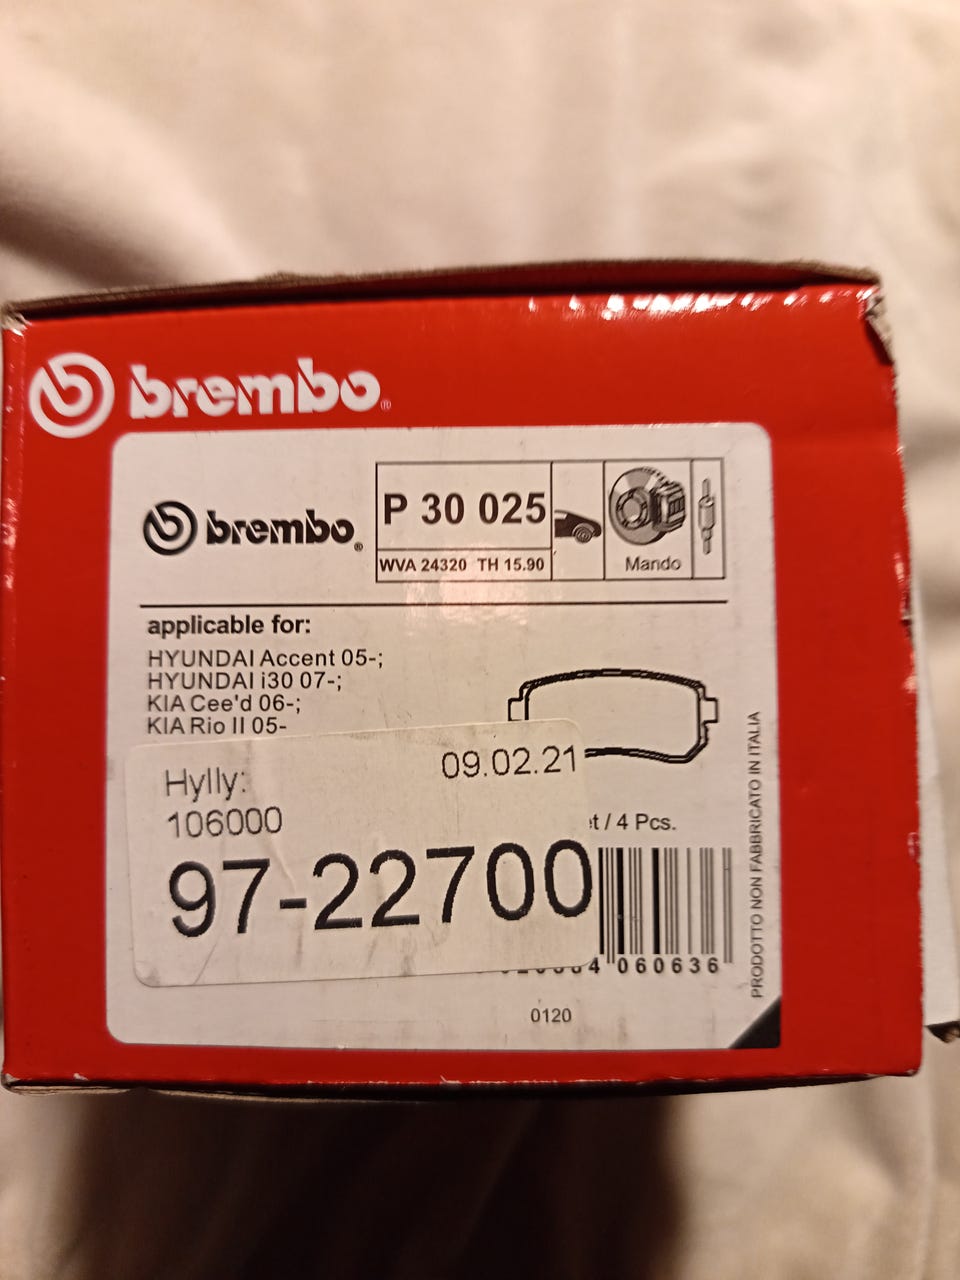 brembo®
brembo®
P 30 025
WVA 24320 TH 15.90
Mando
applicable for:
HYUNDAI Accent 05-;
HYUNDAI i30 07-;
KIA Cee'd 06-;
KIA Rio II 05-
09.02.21
Hylly:
106000
97-22700
/ 4 Pcs.
4 060636
0120
PRODOTTO NON FABBRICATO IN ITALIA